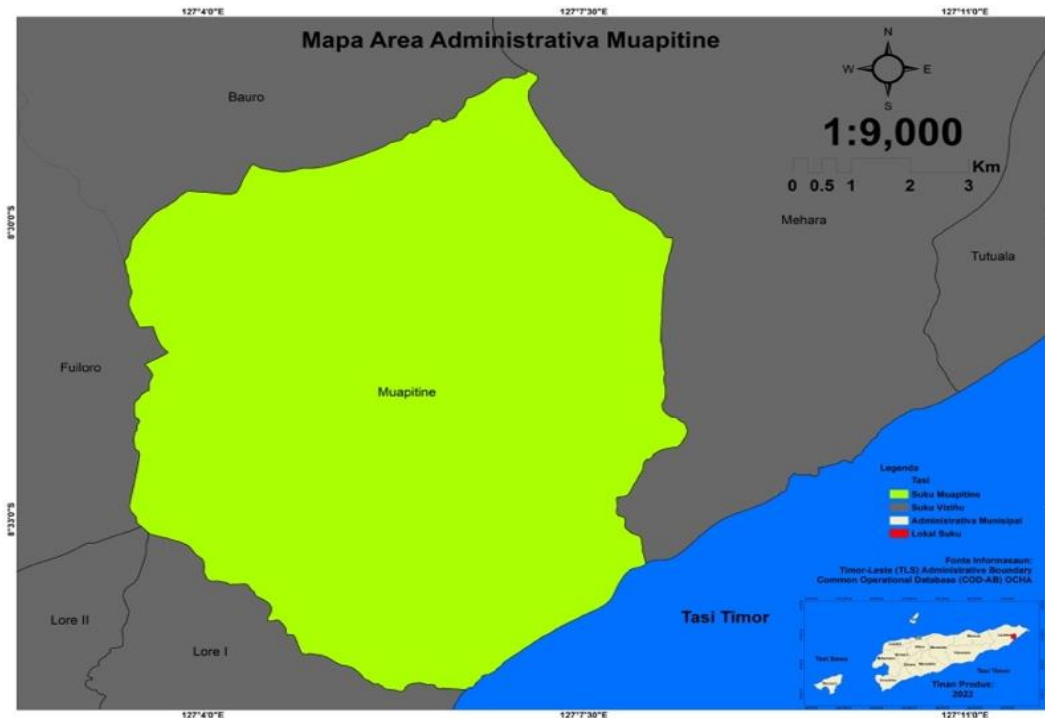 127°4'0"E 127°7'30"E 127°11'0"E
Mapa Area Administrativa Muapitine
N
W E
S
Bauro
1:9,000
Km
0 0.5 1 2 3
8°30'0"S
Mehara
Tutuala
Fuiloro
Muapitine
Legenda
Tasi
Suku Muapitine
Suku Viziñu
Administrativa Munisipal
Lokal Suku
8°33'0"S
Fonte Informasaun:
Timor-Leste (TLS) Administrative Boundary
Common Operational Database (COD-AB) OCHA
Lore II
Lore I
Tasi Timor
Tasi Timor
Tinan Produs:
2022
127°4'0"E 127°7'30"E 127°11'0"E